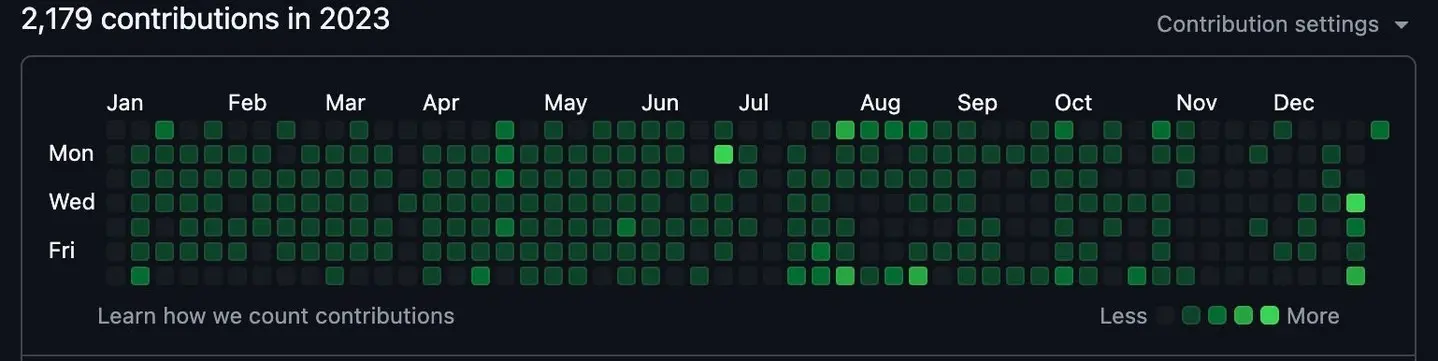 2,179 contributions in 2023
Contribution settings
Jan Feb Mar Apr May Jun Jul Aug Sep Oct Nov Dec
Mon
Wed
Fri
Learn how we count contributions
Less More